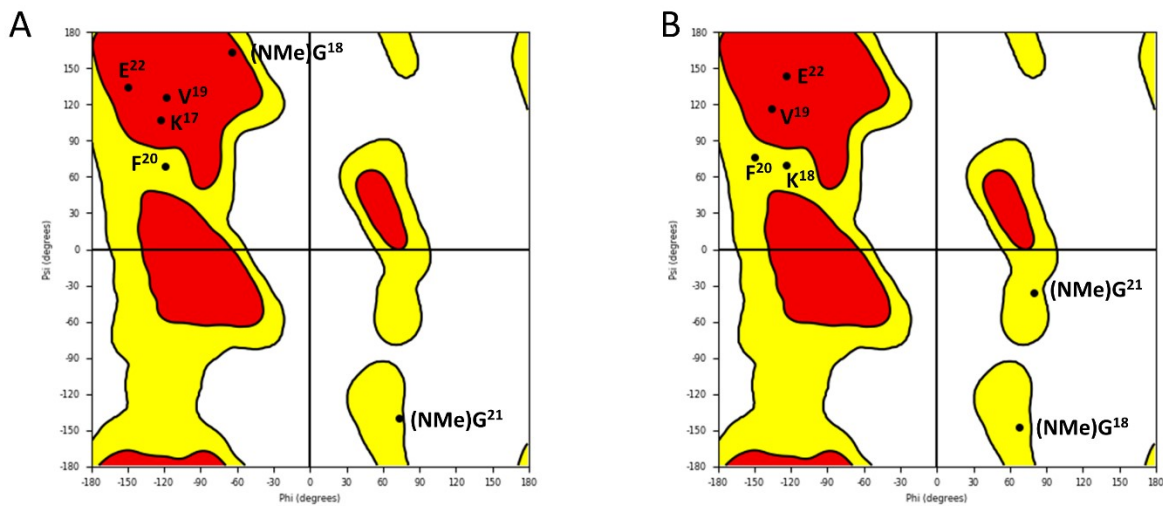 A
B
180
150
120
90
60
30
0
-30
-60
-90
-120
-150
-180
Psi (degrees)
-180 -150 -120 -90 -60 -30 0 30 60 90 120 150 180
Phi (degrees)
(NMe)G¹⁸
E²²
V¹⁹
K¹⁷
F²⁰
(NMe)G²¹
180
150
120
90
60
30
0
-30
-60
-90
-120
-150
-180
Psi (degrees)
-180 -150 -120 -90 -60 -30 0 30 60 90 120 150 180
Phi (degrees)
E²²
V¹⁹
F²⁰
K¹⁸
(NMe)G²¹
(NMe)G¹⁸